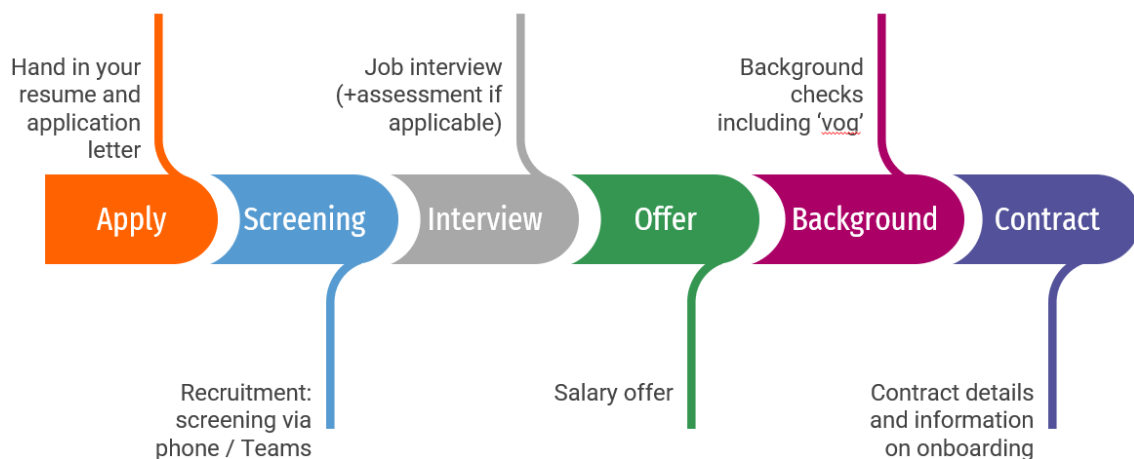 Hand in your
resume and
application
letter
Job interview
(+assessment if
applicable)
Background
checks
including ‘vog’
Apply
Screening
Interview
Offer
Background
Contract
Recruitment:
screening via
phone / Teams
Salary offer
Contract details
and information
on onboarding